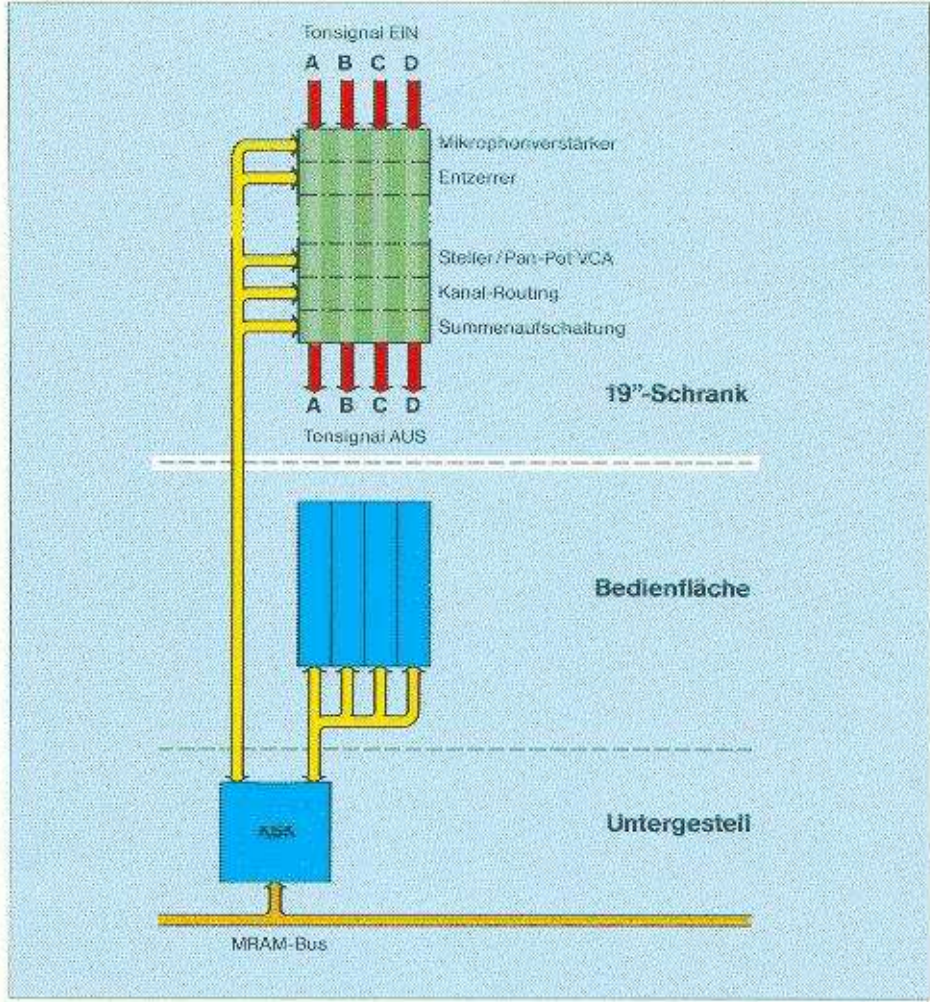 Tonsignal EIN
A B C D
Mikrophonverstärker
Entzerrer
Steller/Pan-Pot VCA
Kanal-Routing
Summenaufschaltung
A B C D
Tonsignal AUS
19”-Schrank
Bedienfläche
Untergestell
KSK
MRAM-Bus